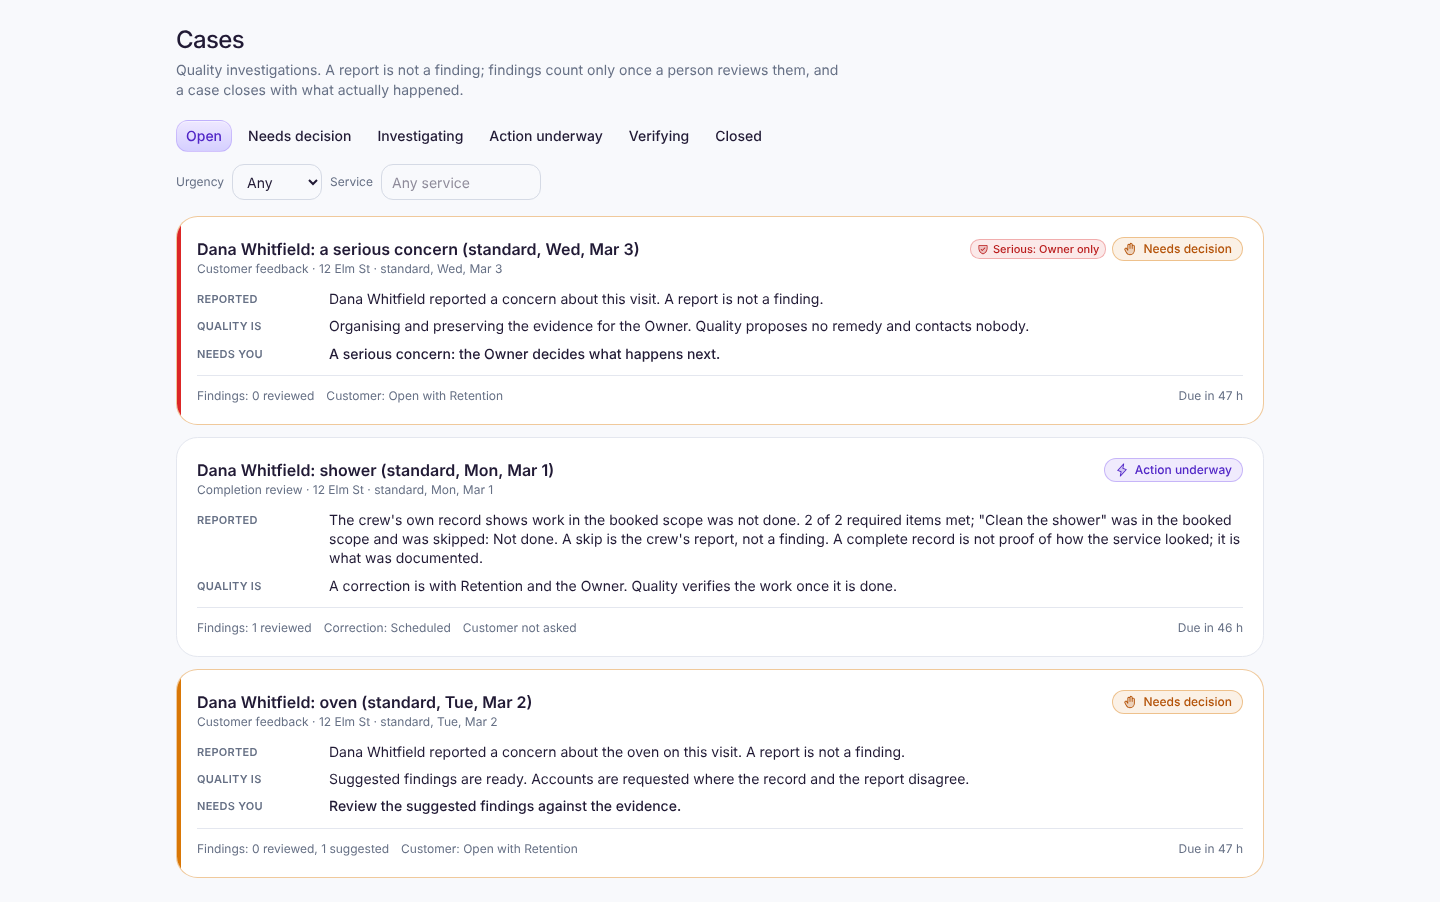 Cases
Quality investigations. A report is not a finding; findings count only once a person reviews them, and
a case closes with what actually happened.
Open Needs decision Investigating Action underway Verifying Closed
Urgency Any Service Any service
Dana Whitfield: a serious concern (standard, Wed, Mar 3) Serious: Owner only Needs decision
Customer feedback · 12 Elm St · standard, Wed, Mar 3
REPORTED Dana Whitfield reported a concern about this visit. A report is not a finding.
QUALITY IS Organising and preserving the evidence for the Owner. Quality proposes no remedy and contacts nobody.
NEEDS YOU A serious concern: the Owner decides what happens next.
Findings: 0 reviewed Customer: Open with Retention Due in 47 h
Dana Whitfield: shower (standard, Mon, Mar 1) Action underway
Completion review · 12 Elm St · standard, Mon, Mar 1
REPORTED The crew's own record shows work in the booked scope was not done. 2 of 2 required items met; "Clean the shower" was in the booked
scope and was skipped: Not done. A skip is the crew's report, not a finding. A complete record is not proof of how the service looked; it is
what was documented.
QUALITY IS A correction is with Retention and the Owner. Quality verifies the work once it is done.
Findings: 1 reviewed Correction: Scheduled Customer not asked Due in 46 h
Dana Whitfield: oven (standard, Tue, Mar 2) Needs decision
Customer feedback · 12 Elm St · standard, Tue, Mar 2
REPORTED Dana Whitfield reported a concern about the oven on this visit. A report is not a finding.
QUALITY IS Suggested findings are ready. Accounts are requested where the record and the report disagree.
NEEDS YOU Review the suggested findings against the evidence.
Findings: 0 reviewed, 1 suggested Customer: Open with Retention Due in 47 h